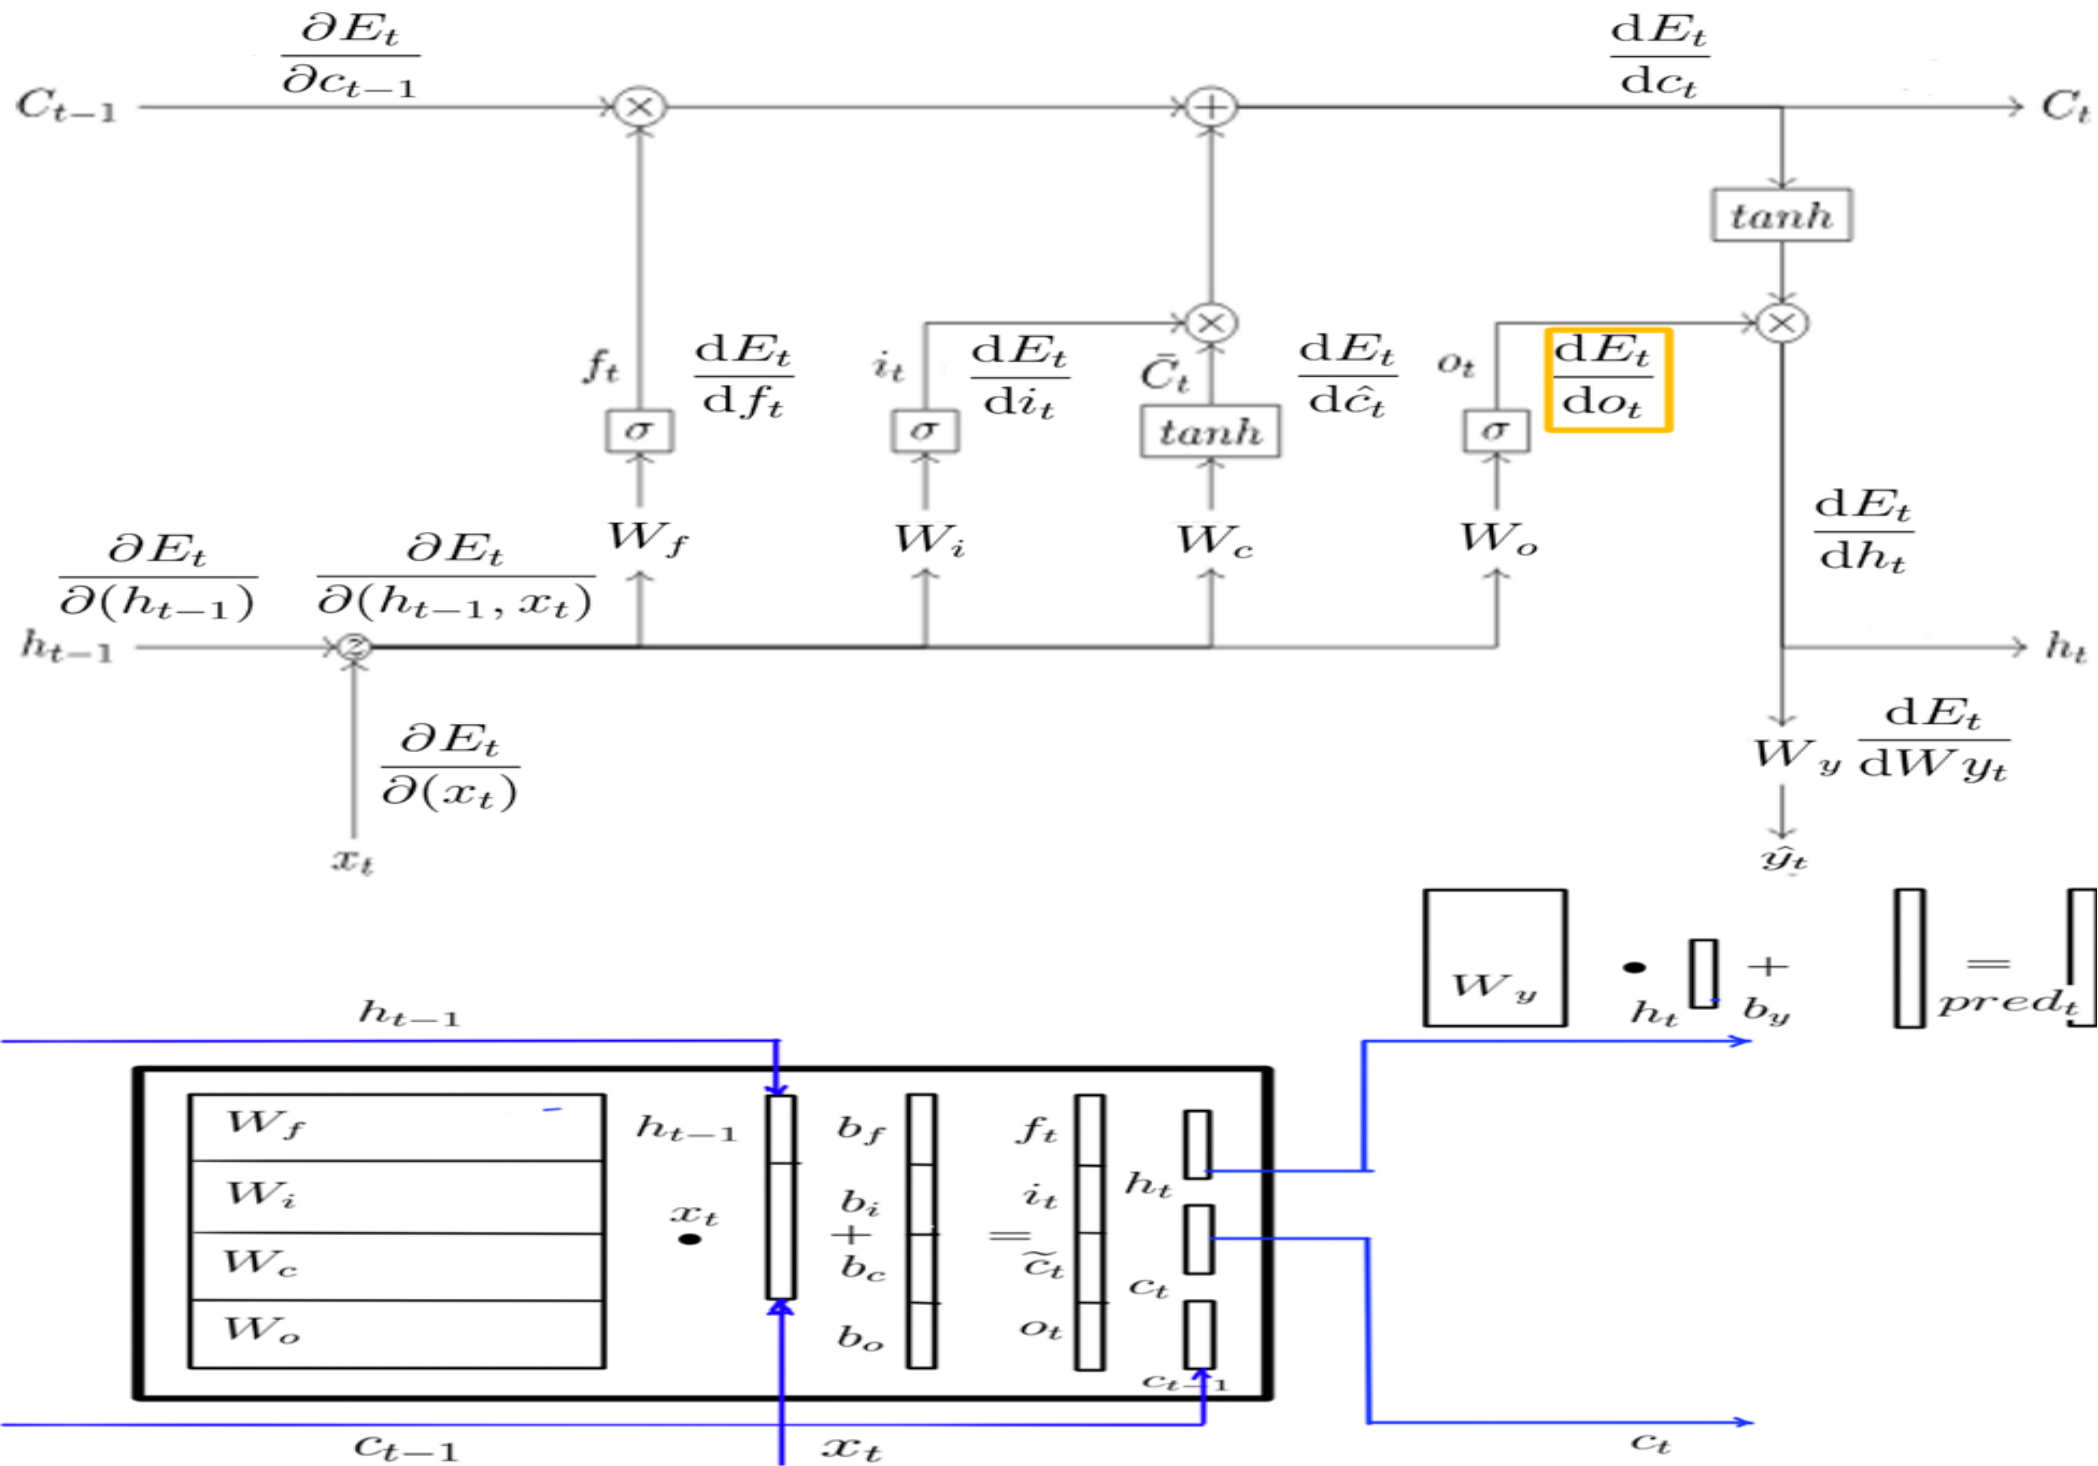 ∂E_t/∂c_{t−1}
dE_t/dc_t
C_{t−1}
×
+
C_t
tanh
f_t
dE_t/df_t
i_t
dE_t/di_t
×
C̄_t
dE_t/dĉ_t
o_t
dE_t/do_t
×
σ
σ
tanh
σ
∂E_t/∂(h_{t−1})
∂E_t/∂(h_{t−1}, x_t)
W_f
W_i
W_c
W_o
dE_t/dh_t
h_{t−1}
h_t
∂E_t/∂(x_t)
W_y
dE_t/dWy_t
x_t
ŷ_t
W_y • h_t + b_y = pred_t
h_{t−1}
W_f
h_{t−1}
b_f
f_t
W_i
x_t
b_i
i_t
h_t
• + =
W_c
b_c
c̃_t
c_t
W_o
b_o
o_t
c_{t−1}
c_{t−1}
x_t
c_t